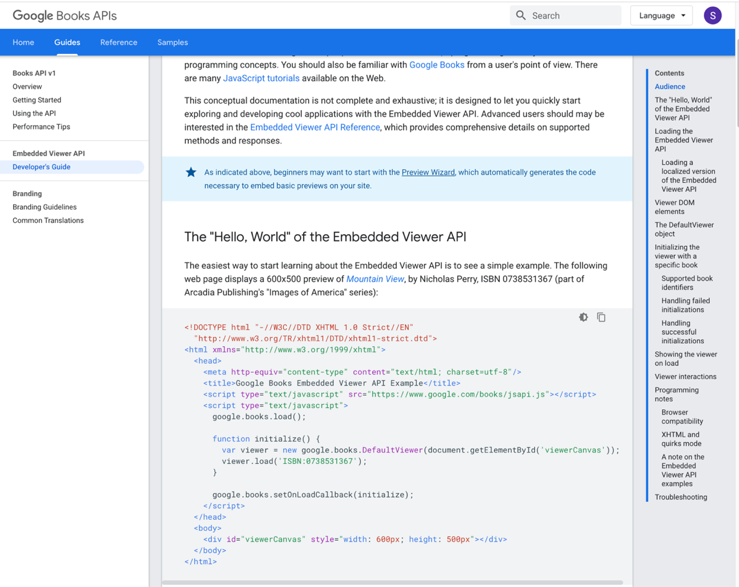 Google Books APIs
Search
Language
S
Home
Guides
Reference
Samples
Books API v1
Overview
Getting Started
Using the API
Performance Tips
Embedded Viewer API
Developer's Guide
Branding
Branding Guidelines
Common Translations
programming concepts. You should also be familiar with Google Books from a user's point of view. There
are many JavaScript tutorials available on the Web.
This conceptual documentation is not complete and exhaustive; it is designed to let you quickly start
exploring and developing cool applications with the Embedded Viewer API. Advanced users should may be
interested in the Embedded Viewer API Reference, which provides comprehensive details on supported
methods and responses.
As indicated above, beginners may want to start with the Preview Wizard, which automatically generates the code
necessary to embed basic previews on your site.
The "Hello, World" of the Embedded Viewer API
The easiest way to start learning about the Embedded Viewer API is to see a simple example. The following
web page displays a 600x500 preview of Mountain View, by Nicholas Perry, ISBN 0738531367 (part of
Arcadia Publishing's "Images of America" series):
<!DOCTYPE html "-//W3C//DTD XHTML 1.0 Strict//EN"
"http://www.w3.org/TR/xhtml1/DTD/xhtml1-strict.dtd">
<html xmlns="http://www.w3.org/1999/xhtml">
<head>
<meta http-equiv="content-type" content="text/html; charset=utf-8"/>
<title>Google Books Embedded Viewer API Example</title>
<script type="text/javascript" src="https://www.google.com/books/jsapi.js"></script>
<script type="text/javascript">
google.books.load();
function initialize() {
var viewer = new google.books.DefaultViewer(document.getElementById('viewerCanvas'));
viewer.load('ISBN:0738531367');
}
google.books.setOnLoadCallback(initialize);
</script>
</head>
<body>
<div id="viewerCanvas" style="width: 600px; height: 500px"></div>
</body>
</html>
Contents
Audience
The "Hello, World"
of the Embedded
Viewer API
Loading the
Embedded Viewer
API
Loading a
localized version
of the Embedded
Viewer API
Viewer DOM
elements
The DefaultViewer
object
Initializing the
viewer with a
specific book
Supported book
identifiers
Handling failed
initializations
Handling
successful
initializations
Showing the viewer
on load
Viewer interactions
Programming
notes
Browser
compatibility
XHTML and
quirks mode
A note on the
Embedded
Viewer API
examples
Troubleshooting